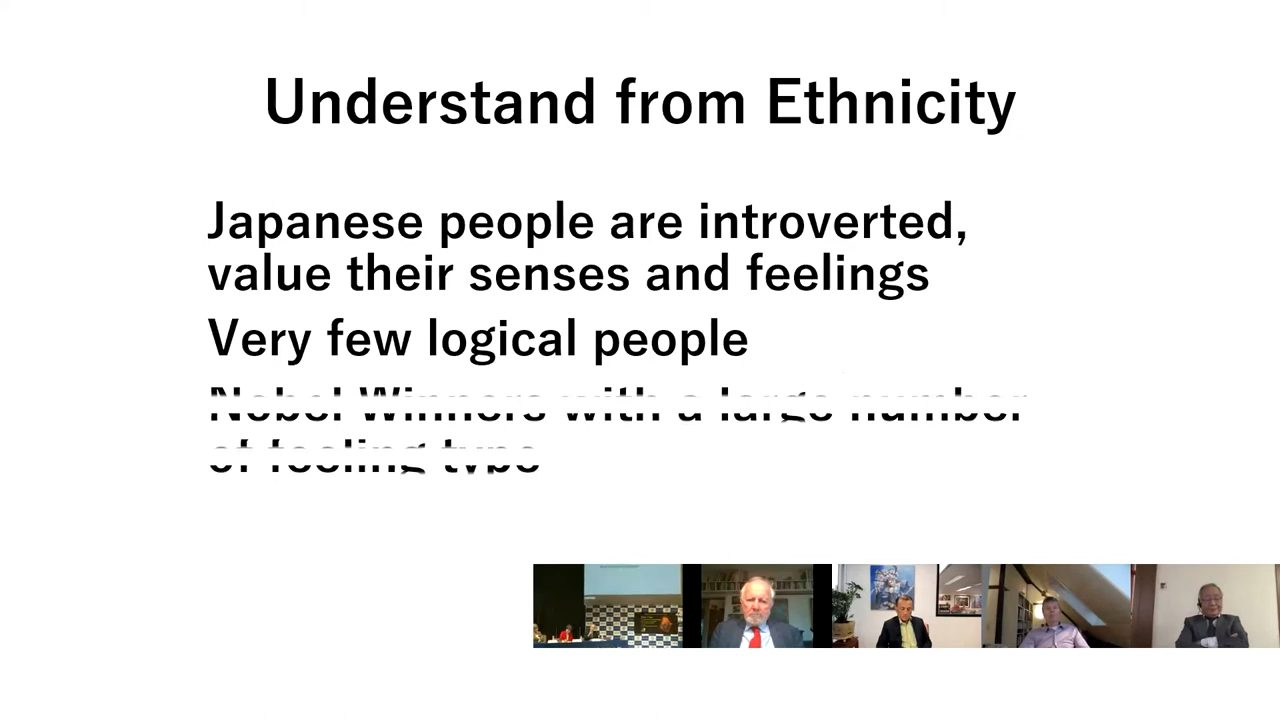 Understand from Ethnicity
Japanese people are introverted,
value their senses and feelings
Very few logical people
Nobel Winners with a large number
of feeling type